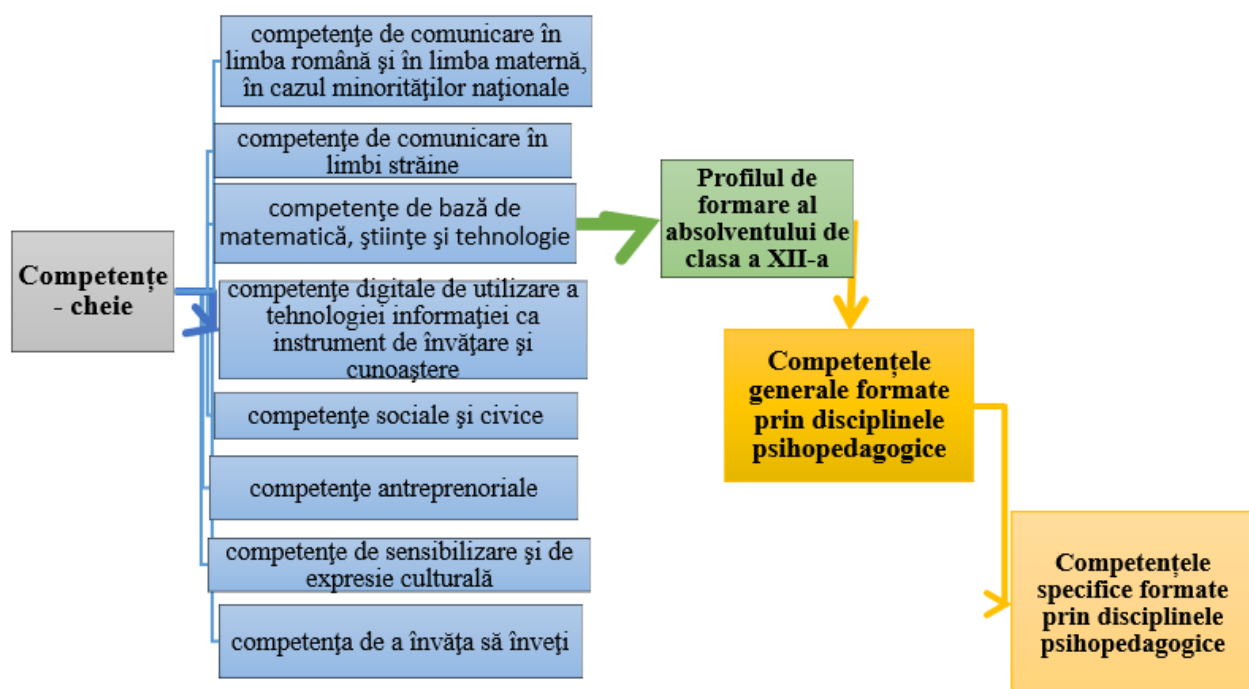 competenţe de comunicare în
limba română şi în limba maternă,
în cazul minorităţilor naţionale
competenţe de comunicare în
limbi străine
competenţe de bază de
matematică, ştiinţe şi tehnologie
Competențe
- cheie
competenţe digitale de utilizare a
tehnologiei informaţiei ca
instrument de învăţare şi
cunoaştere
competenţe sociale şi civice
competenţe antreprenoriale
competenţe de sensibilizare şi de
expresie culturală
competenţa de a învăţa să înveţi
Profilul de
formare al
absolventului de
clasa a XII-a
Competențele
generale formate
prin disciplinele
psihopedagogice
Competențele
specifice formate
prin disciplinele
psihopedagogice